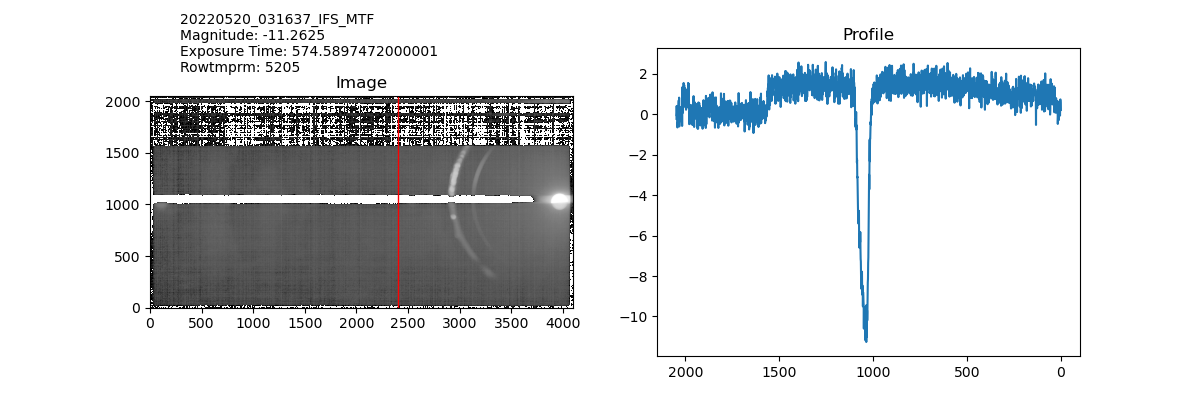 20220520_031637_IFS_MTF
Magnitude: -11.2625
Exposure Time: 574.5897472000001
Rowtmprm: 5205
Image
2000
1500
1000
500
0
0 500 1000 1500 2000 2500 3000 3500 4000
Profile
2
0
−2
−4
−6
−8
−10
2000 1500 1000 500 0